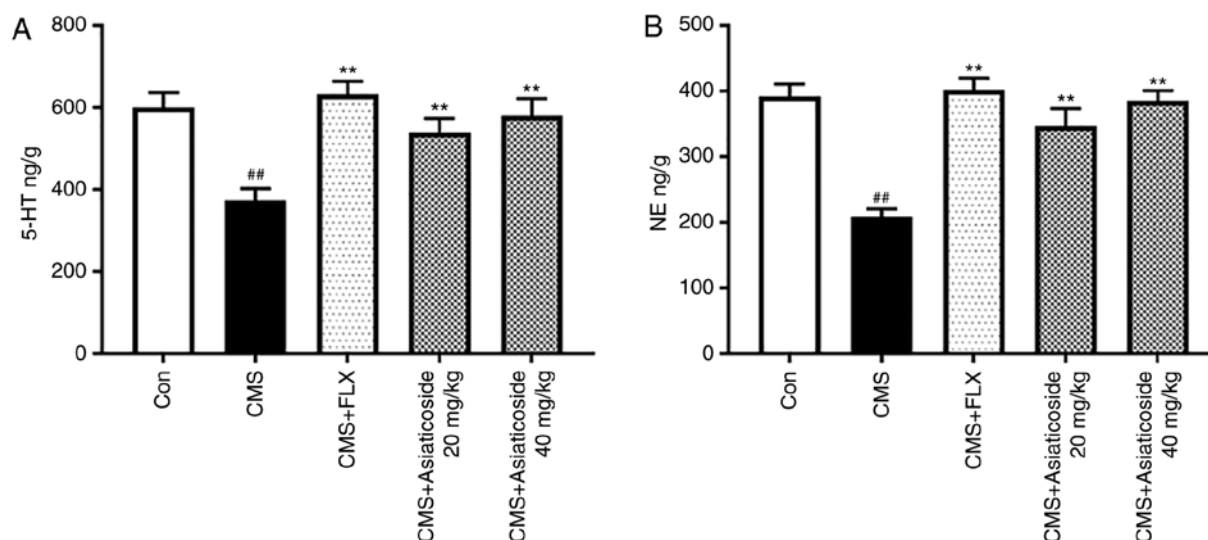 A
5-HT ng/g
800
600
400
200
0
**
##
**
**
Con
CMS
CMS+FLX
CMS+Asiaticoside
20 mg/kg
CMS+Asiaticoside
40 mg/kg
B
NE ng/g
500
400
300
200
100
0
**
##
**
**
Con
CMS
CMS+FLX
CMS+Asiaticoside
20 mg/kg
CMS+Asiaticoside
40 mg/kg